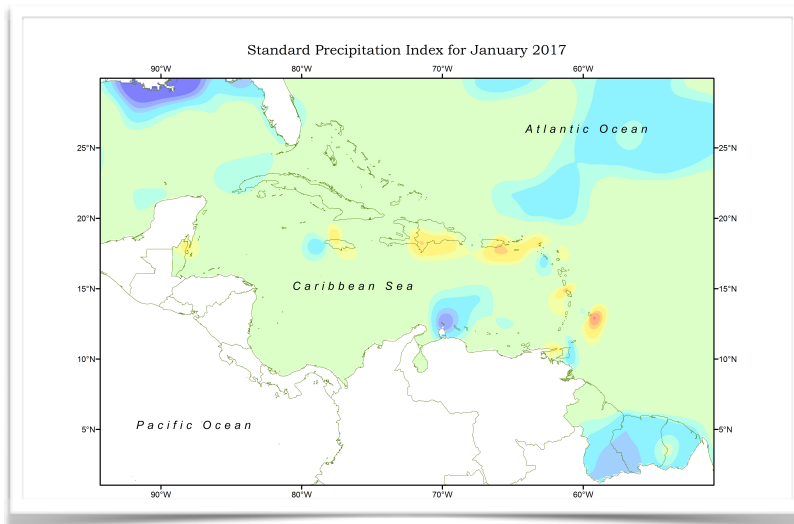 Standard Precipitation Index for January 2017
90°W 80°W 70°W 60°W
Atlantic Ocean
25°N 25°N
20°N 20°N
Caribbean Sea
15°N 15°N
10°N 10°N
Pacific Ocean
5°N 5°N
90°W 80°W 70°W 60°W